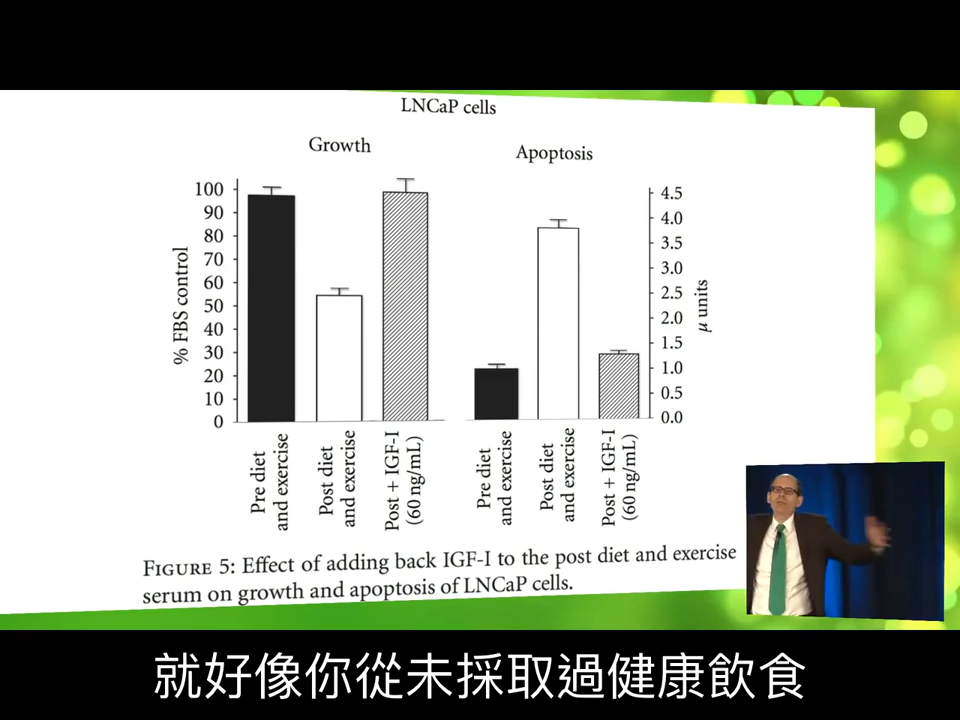 LNCaP cells
Growth
Apoptosis
% FBS control
100
90
80
70
60
50
40
30
20
10
0
4.5
4.0
3.5
3.0
2.5
2.0
1.5
1.0
0.5
0.0
μ units
Pre diet
and exercise
Post diet
and exercise
Post + IGF-I
(60 ng/mL)
Pre diet
and exercise
Post diet
and exercise
Post + IGF-I
(60 ng/mL)
FIGURE 5: Effect of adding back IGF-I to the post diet and exercise
serum on growth and apoptosis of LNCaP cells.
就好像你從未採取過健康飲食